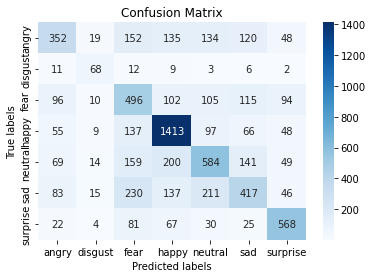 Confusion Matrix
True labels
angry 352 19 152 135 134 120 48
disgust 11 68 12 9 3 6 2
fear 96 10 496 102 105 115 94
happy 55 9 137 1413 97 66 48
neutral 69 14 159 200 584 141 49
sad 83 15 230 137 211 417 46
surprise 22 4 81 67 30 25 568
angry disgust fear happy neutral sad surprise
Predicted labels
1400
1200
1000
800
600
400
200